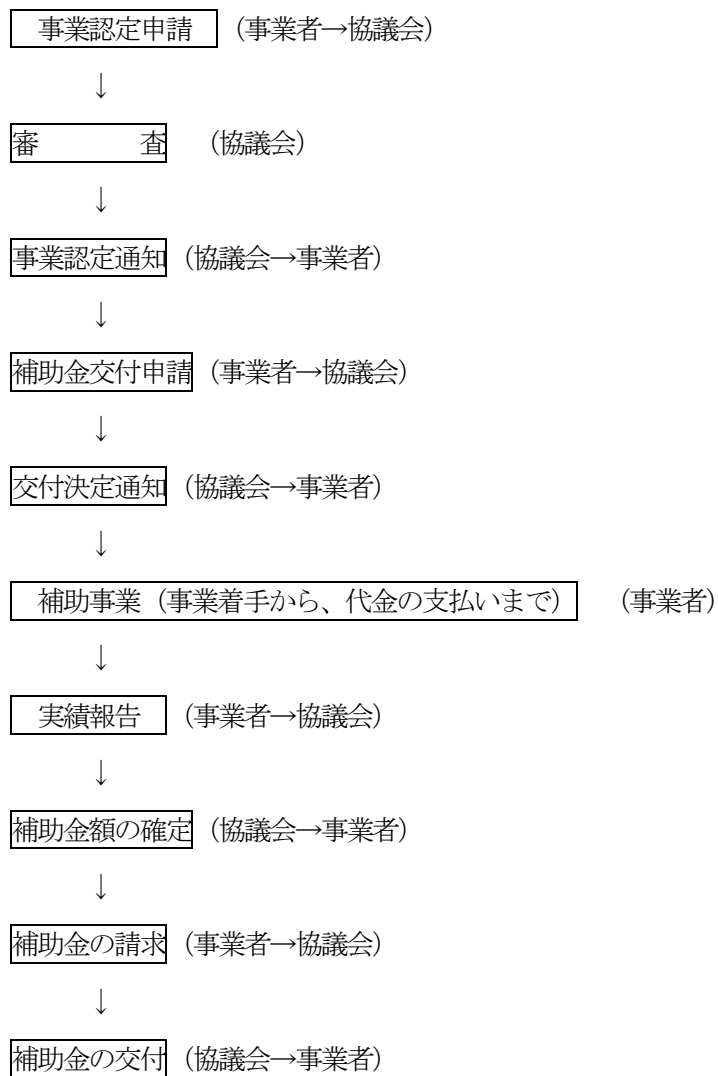 事業認定申請 （事業者→協議会）
↓
審　　　　査 （協議会）
↓
事業認定通知 （協議会→事業者）
↓
補助金交付申請 （事業者→協議会）
↓
交付決定通知 （協議会→事業者）
↓
補助事業（事業着手から、代金の支払いまで） （事業者）
↓
実績報告 （事業者→協議会）
↓
補助金額の確定 （協議会→事業者）
↓
補助金の請求 （事業者→協議会）
↓
補助金の交付 （協議会→事業者）